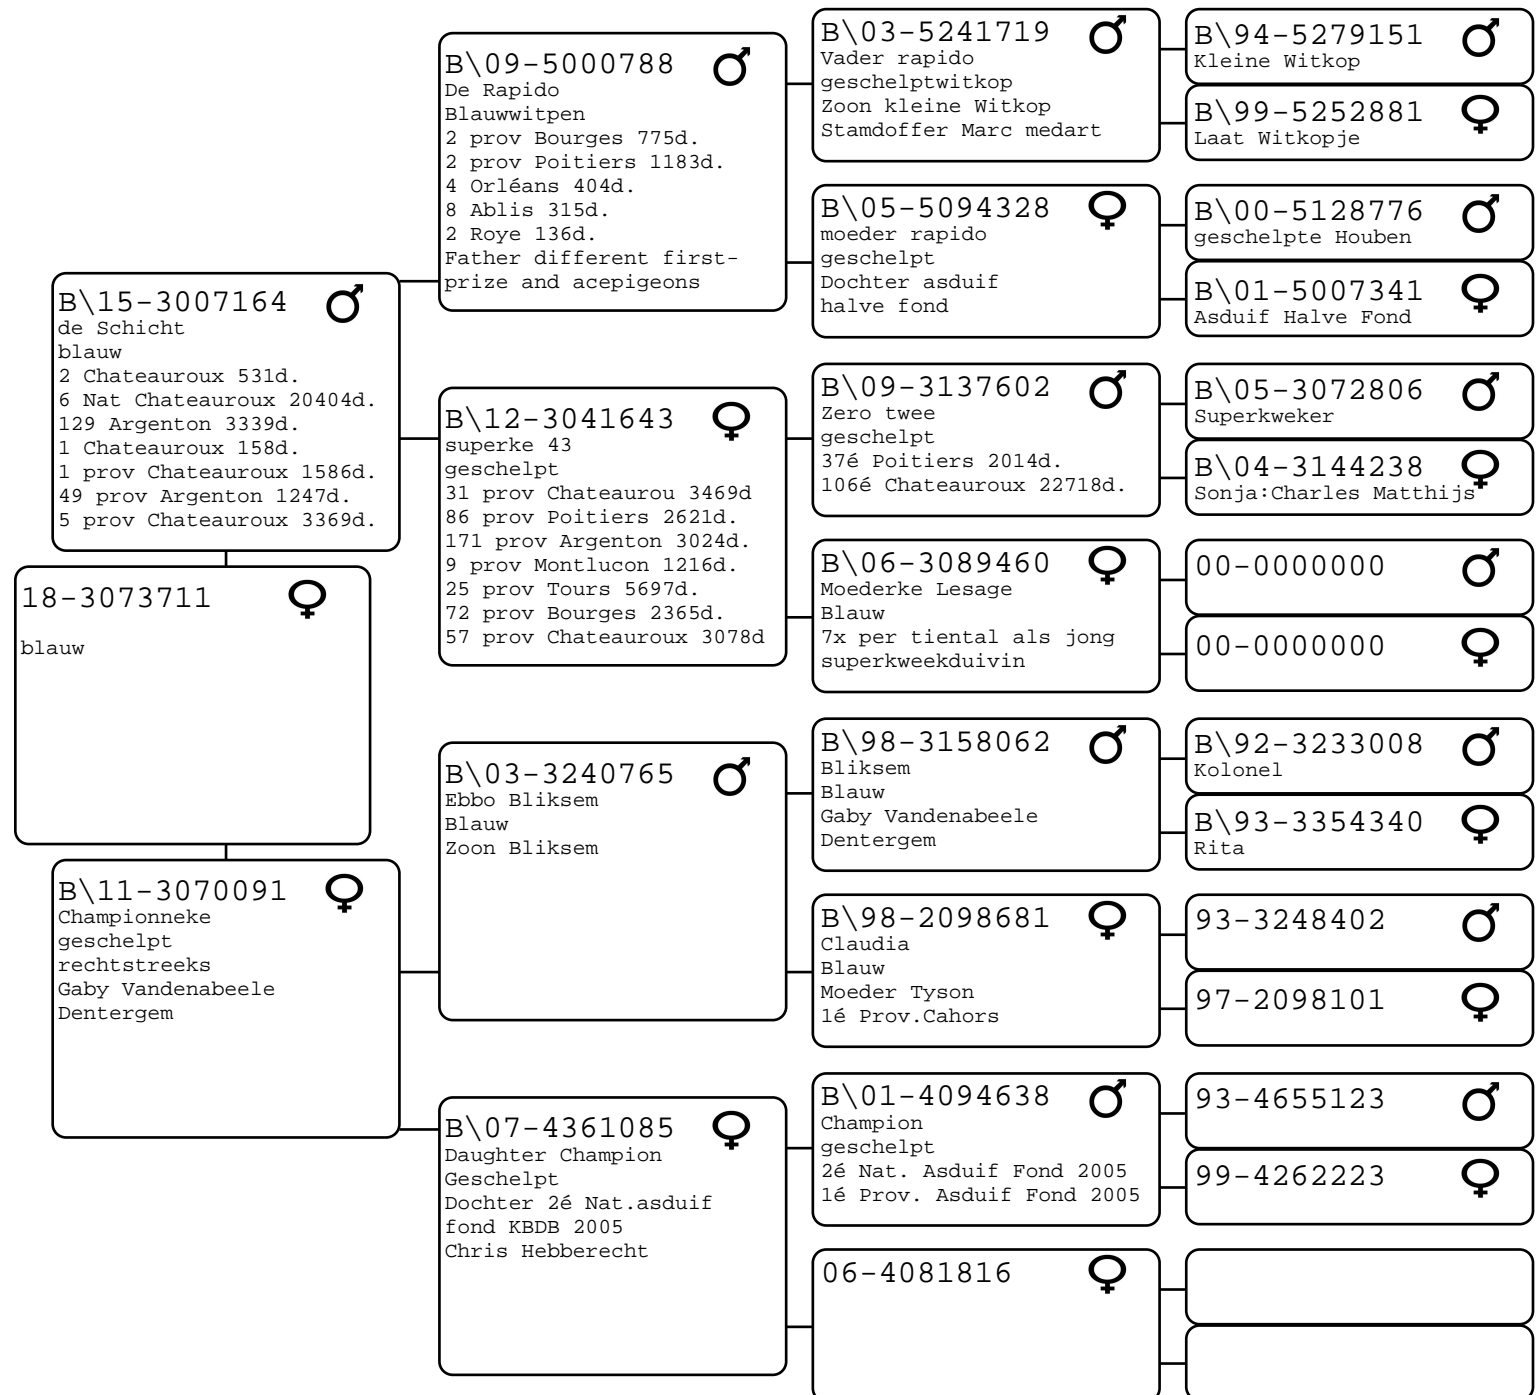 18-3073711
blauw
B\15-3007164
de Schicht
blauw
2 Chateauroux 531d.
6 Nat Chateauroux 20404d.
129 Argenton 3339d.
1 Chateauroux 158d.
1 prov Chateauroux 1586d.
49 prov Argenton 1247d.
5 prov Chateauroux 3369d.
B\11-3070091
Championneke
geschelpt
rechtstreeks
Gaby Vandenabeele
Dentergem
B\09-5000788
De Rapido
Blauwwitpen
2 prov Bourges 775d.
2 prov Poitiers 1183d.
4 Orléans 404d.
8 Ablis 315d.
2 Roye 136d.
Father different first-
prize and acepigeons
B\12-3041643
superke 43
geschelpt
31 prov Chateaurou 3469d
86 prov Poitiers 2621d.
171 prov Argenton 3024d.
9 prov Montlucon 1216d.
25 prov Tours 5697d.
72 prov Bourges 2365d.
57 prov Chateauroux 3078d
B\03-3240765
Ebbo Bliksem
Blauw
Zoon Bliksem
B\07-4361085
Daughter Champion
Geschelpt
Dochter 2é Nat.asduif
fond KBDB 2005
Chris Hebberecht
B\03-5241719
Vader rapido
geschelptwitkop
Zoon kleine Witkop
Stamdoffer Marc medart
B\05-5094328
moeder rapido
geschelpt
Dochter asduif
halve fond
B\09-3137602
Zero twee
geschelpt
37é Poitiers 2014d.
106é Chateauroux 22718d.
B\06-3089460
Moederke Lesage
Blauw
7x per tiental als jong
superkweekduivin
B\98-3158062
Bliksem
Blauw
Gaby Vandenabeele
Dentergem
B\98-2098681
Claudia
Blauw
Moeder Tyson
1é Prov.Cahors
B\01-4094638
Champion
geschelpt
2é Nat. Asduif Fond 2005
1é Prov. Asduif Fond 2005
06-4081816
B\94-5279151
Kleine Witkop
B\99-5252881
Laat Witkopje
B\00-5128776
geschelpte Houben
B\01-5007341
Asduif Halve Fond
B\05-3072806
Superkweker
B\04-3144238
Sonja:Charles Matthijs
00-0000000
00-0000000
B\92-3233008
Kolonel
B\93-3354340
Rita
93-3248402
97-2098101
93-4655123
99-4262223